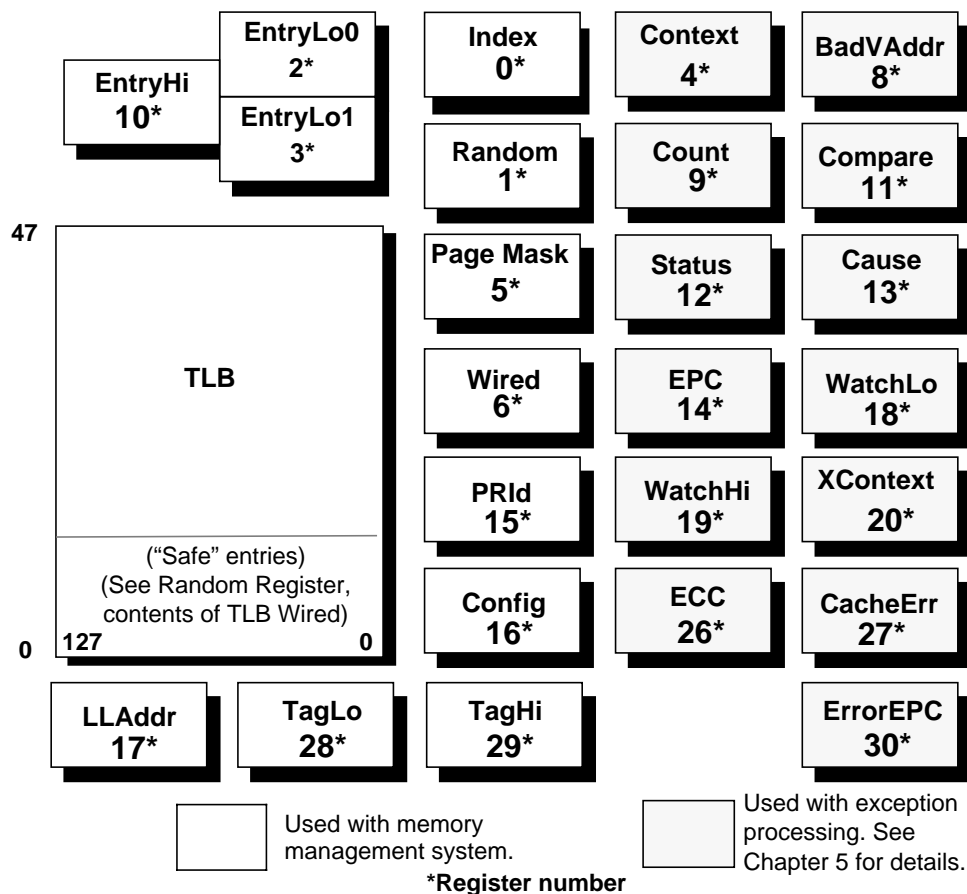 EntryLo0
2*
EntryHi
10*
EntryLo1
3*
Index
0*
Context
4*
BadVAddr
8*
Random
1*
Count
9*
Compare
11*
47
Page Mask
5*
Status
12*
Cause
13*
TLB
Wired
6*
EPC
14*
WatchLo
18*
PRId
15*
WatchHi
19*
XContext
20*
(“Safe” entries)
(See Random Register,
contents of TLB Wired)
0
127
0
Config
16*
ECC
26*
CacheErr
27*
LLAddr
17*
TagLo
28*
TagHi
29*
ErrorEPC
30*
Used with memory
management system.
Used with exception
processing. See
Chapter 5 for details.
*Register number